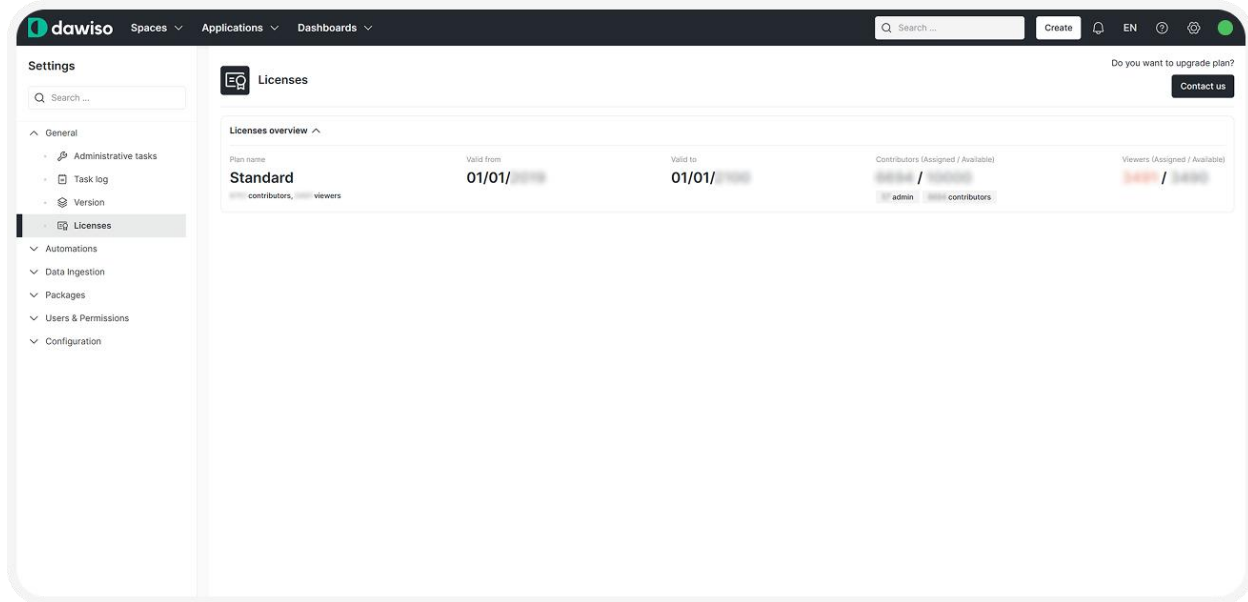 dawiso Spaces Applications Dashboards Search ... Create EN
Settings
Search ...
General
Administrative tasks
Task log
Version
Licenses
Automations
Data Ingestion
Packages
Users & Permissions
Configuration
Licenses
Do you want to upgrade plan?
Contact us
Licenses overview
Plan name
Standard
contributors, viewers
Valid from
01/01/
Valid to
01/01/
Contributors (Assigned / Available)
/
admin contributors
Viewers (Assigned / Available)
/